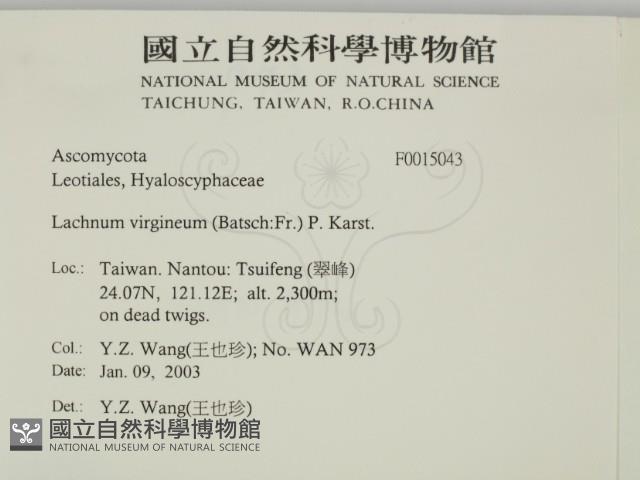 國立自然科學博物館
NATIONAL MUSEUM OF NATURAL SCIENCE
TAICHUNG, TAIWAN, R.O.CHINA
Ascomycota F0015043
Leotiales, Hyaloscyphaceae
Lachnum virgineum (Batsch:Fr.) P. Karst.
Loc.: Taiwan. Nantou: Tsuifeng (翠峰)
24.07N, 121.12E; alt. 2,300m;
on dead twigs.
Col.: Y.Z. Wang(王也珍); No. WAN 973
Date: Jan. 09, 2003
Det.: Y.Z. Wang(王也珍)
國立自然科學博物館
NATIONAL MUSEUM OF NATURAL SCIENCE